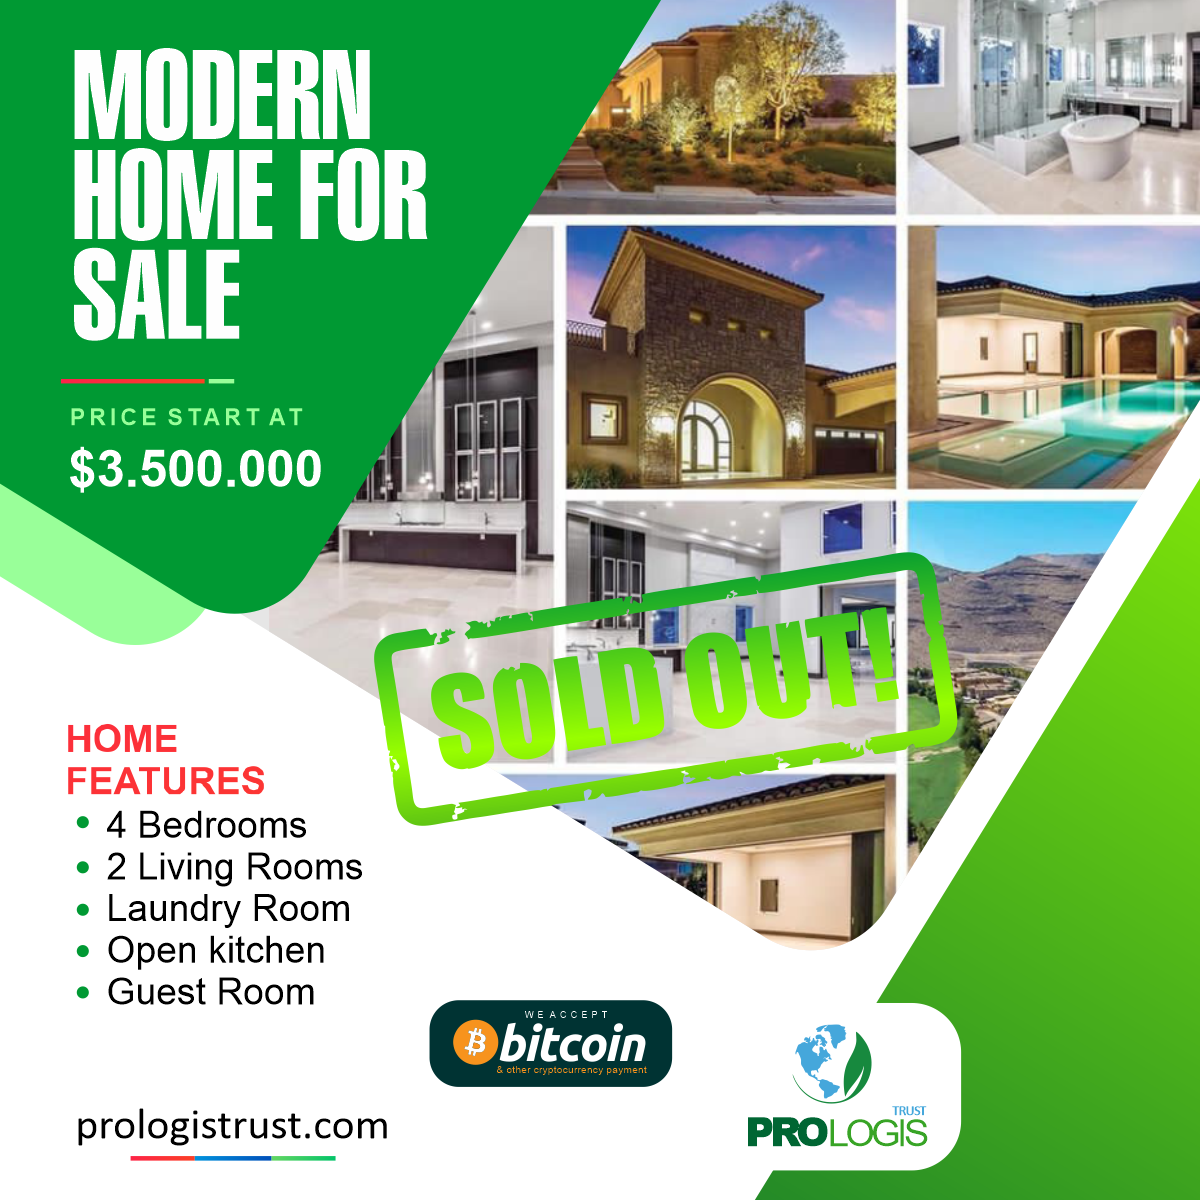 MODERN
HOME FOR
SALE
PRICE START AT
$3.500.000
SOLD OUT!
HOME
FEATURES
4 Bedrooms
2 Living Rooms
Laundry Room
Open kitchen
Guest Room
WE ACCEPT
bitcoin
& other cryptocurrency payment
prologistrust.com
TRUST
PROLOGIS